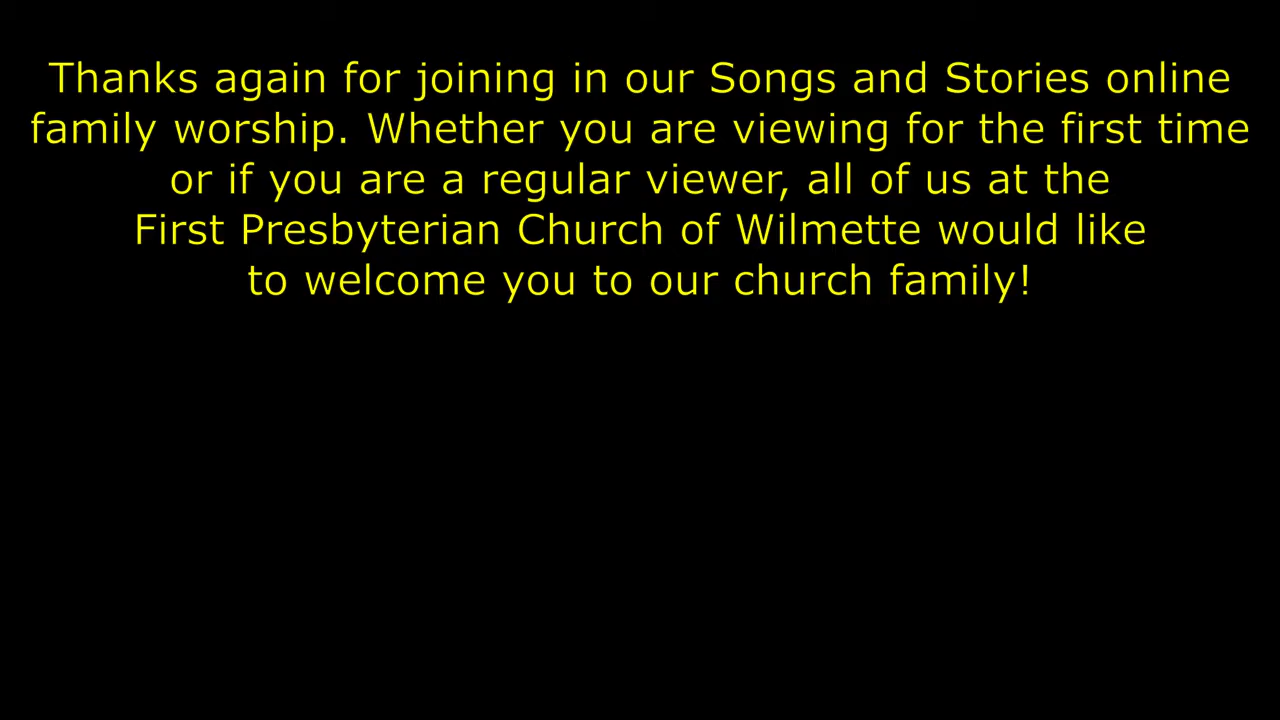 Thanks again for joining in our Songs and Stories online
family worship. Whether you are viewing for the first time
or if you are a regular viewer, all of us at the
First Presbyterian Church of Wilmette would like
to welcome you to our church family!